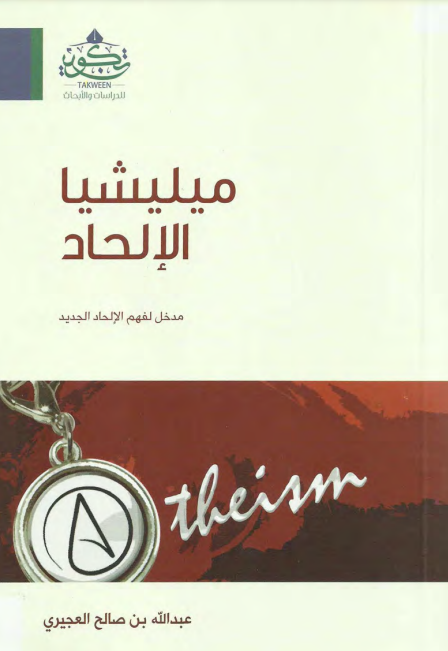 تكوين
TAKWEEN
للدراسات والأبحاث
ميليشيا
الإلحاد
مدخل لفهم الإلحاد الجديد
A
theism
عبدالله بن صالح العجيري